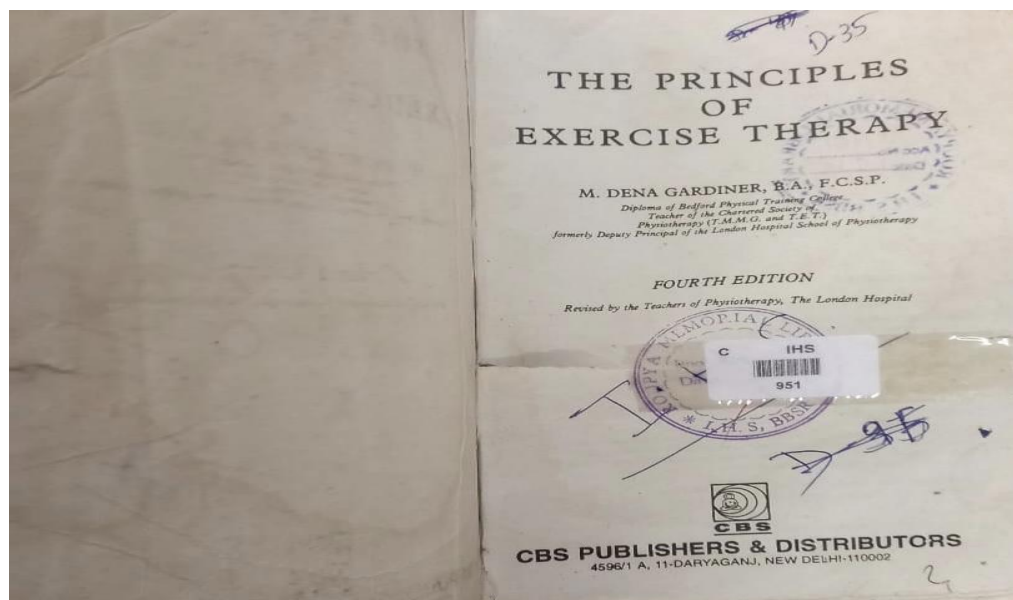 D-35
THE PRINCIPLES
OF
EXERCISE THERAPY
M. DENA GARDINER, B.A., F.C.S.P.
Diploma of Bedford Physical Training College
Teacher of the Chartered Society of
Physiotherapy (T.M.M.G. and T.E.T.)
formerly Deputy Principal of the London Hospital School of Physiotherapy
FOURTH EDITION
Revised by the Teachers of Physiotherapy, The London Hospital
MEMORIAL
C IHS
951
* I.H.S, BBSR
CBS
CBS PUBLISHERS & DISTRIBUTORS
4596/1 A, 11-DARYAGANJ, NEW DELHI-110002